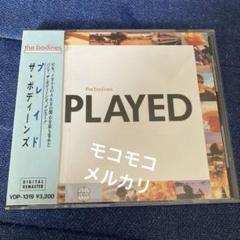 the bodines
プレイド
ザ・ボディーンズ
DIGITAL
REMASTER
VDP-1319 ¥3,200
the bodines
PLAYED
モコモコ
メルカリ